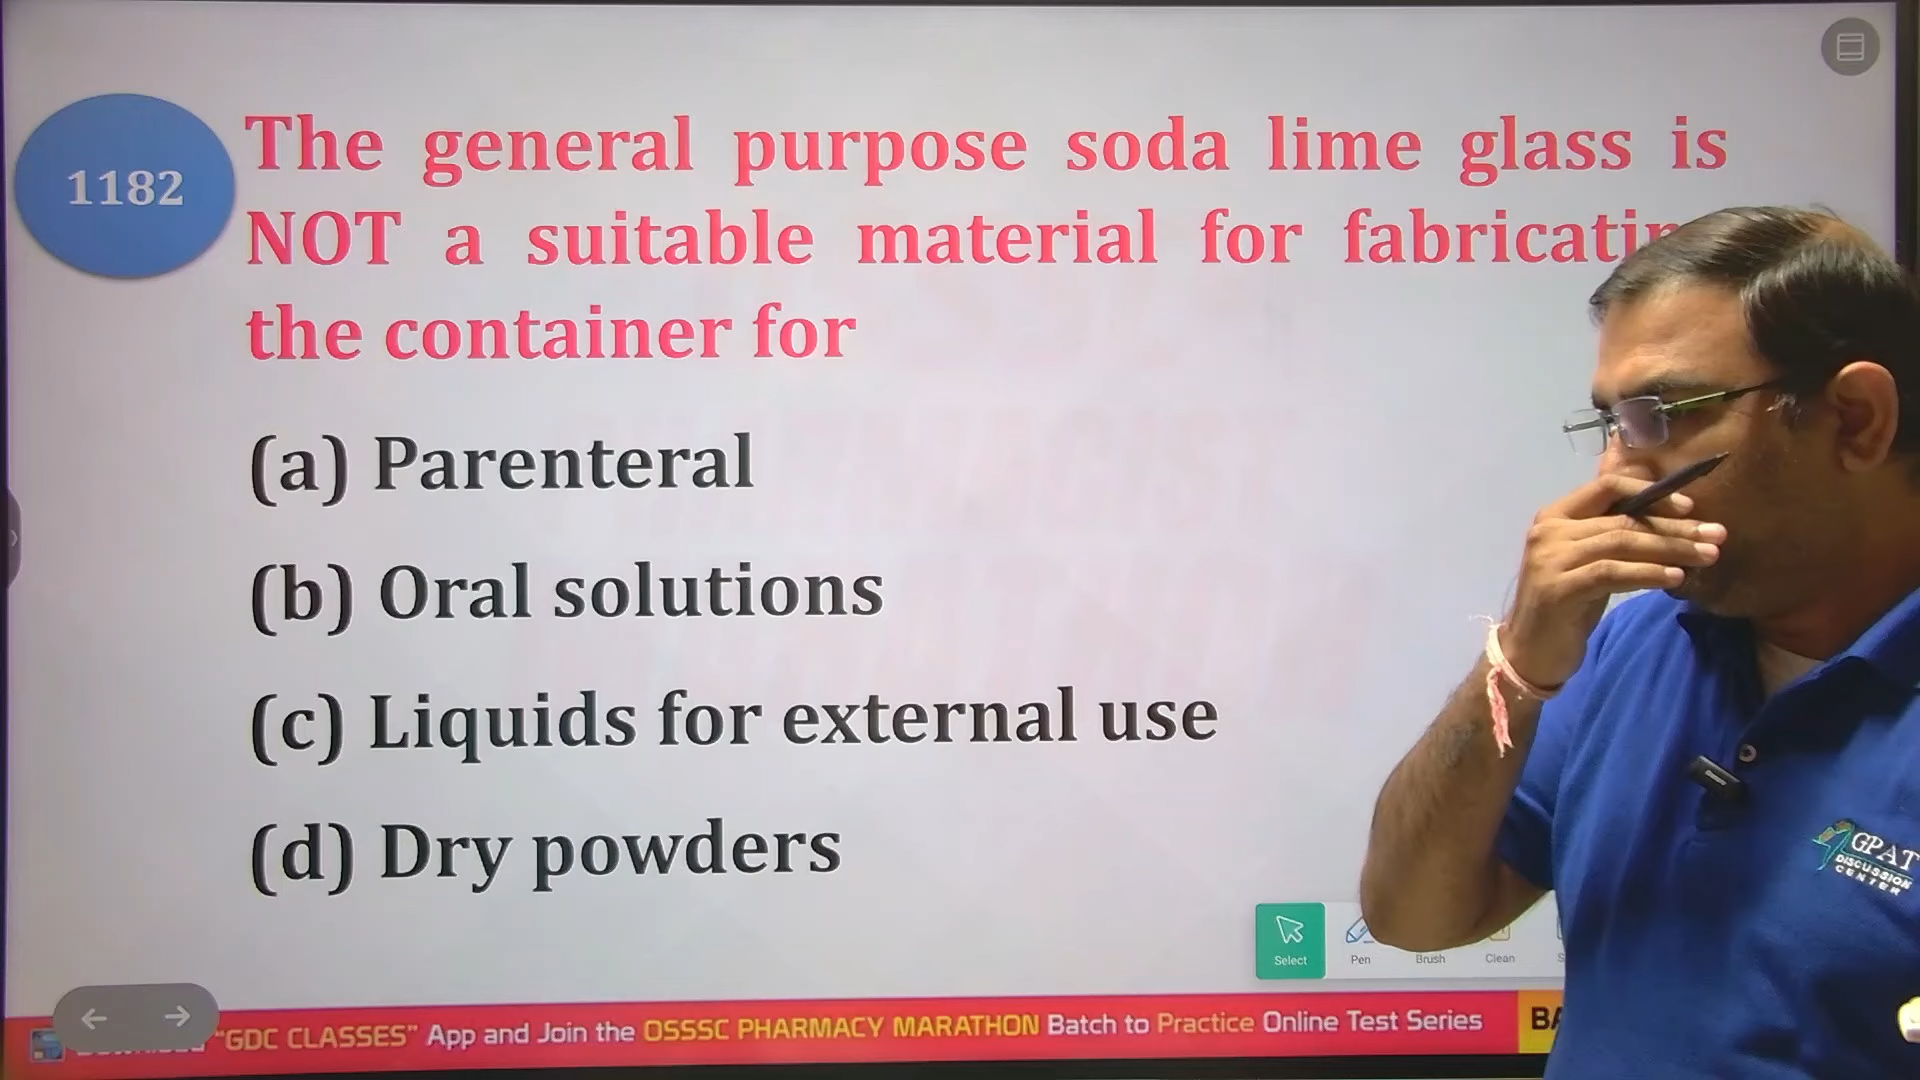 1182
The general purpose soda lime glass is
NOT a suitable material for
the container for
(a) Parenteral
(b) Oral solutions
(c) Liquids for external use
(d) Dry powders
Select Pen Brush Clean
"GDC CLASSES" App and Join the OSSSC PHARMACY MARATHON Batch to Practice Online Test Series
GPAT
DISCUSSION
CENTER